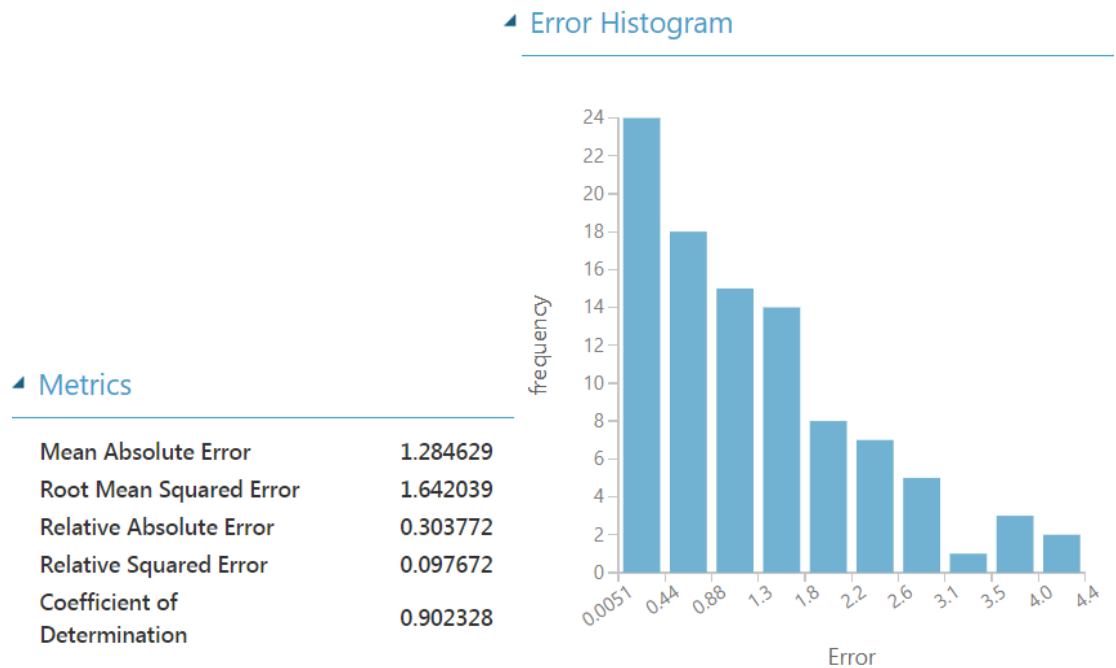 Error Histogram
24
22
20
18
16
14
12
10
8
6
4
2
0
frequency
0.0051
0.44
0.88
1.3
1.8
2.2
2.6
3.1
3.5
4.0
4.4
Error
Metrics
Mean Absolute Error 1.284629
Root Mean Squared Error 1.642039
Relative Absolute Error 0.303772
Relative Squared Error 0.097672
Coefficient of
Determination 0.902328